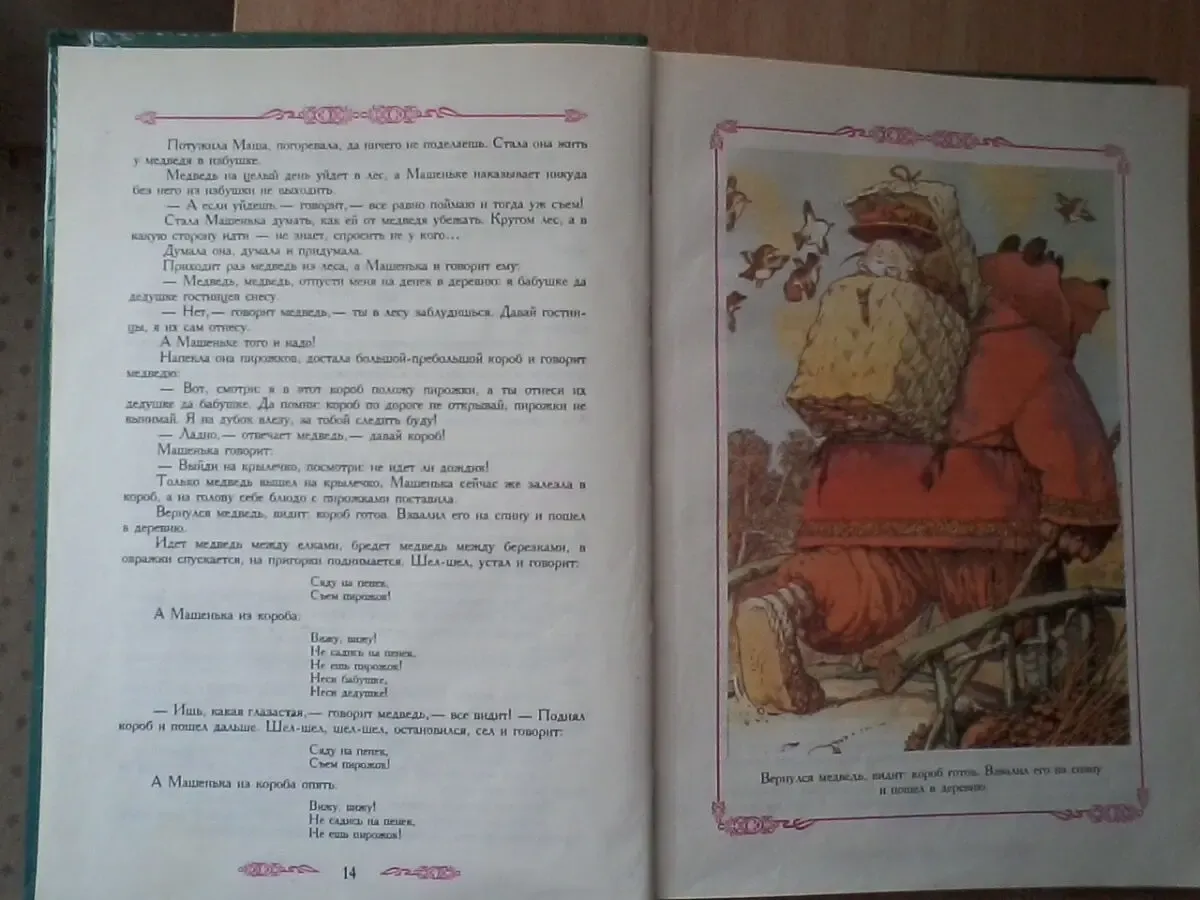 Потужила Маша, погоревала, да ничего не поделаешь. Стала она жить
у медведя в избушке.
Медведь на целый день уйдет в лес, а Машеньке наказывает никуда
без него из избушки не выходить.
— А если уйдешь,— говорит,— все равно поймаю и тогда уж съем!
Стала Машенька думать, как ей от медведя убежать. Кругом лес, а в
какую сторону идти — не знает, спросить не у кого...
Думала она, думала и придумала.
Приходит раз медведь из леса, а Машенька и говорит ему:
— Медведь, медведь, отпусти меня на денек в деревню: я бабушке да
дедушке гостинцев снесу.
— Нет,— говорит медведь,— ты в лесу заблудишься. Давай гостин-
цы, я их сам отнесу.
А Машеньке того и надо!
Напекла она пирожков, достала большой-пребольшой короб и говорит
медведю:
— Вот, смотри: я в этот короб положу пирожки, а ты отнеси их
дедушке да бабушке. Да помни: короб по дороге не открывай, пирожки не
вынимай. Я на дубок влезу, за тобой следить буду!
— Ладно,— отвечает медведь,— давай короб!
Машенька говорит:
— Выйди на крылечко, посмотри: не идет ли дождик!
Только медведь вышел на крылечко, Машенька сейчас же залезла в
короб, а на голову себе блюдо с пирожками поставила.
Вернулся медведь, видит: короб готов. Взвалил его на спину и пошел
в деревню.
Идет медведь между елками, бредет медведь между березками, в
овражки спускается, на пригорки поднимается. Шел-шел, устал и говорит:
Сяду на пенек,
Съем пирожок!
А Машенька из короба:
Вижу, вижу!
Не садись на пенек,
Не ешь пирожок!
Неси бабушке,
Неси дедушке!
— Ишь, какая глазастая,— говорит медведь,— все видит! — Поднял
короб и пошел дальше. Шел-шел, шел-шел, остановился, сел и говорит:
Сяду на пенек,
Съем пирожок!
А Машенька из короба опять:
Вижу, вижу!
Не садись на пенек,
Не ешь пирожок!
14
Вернулся медведь, видит: короб готов. Взвалил его на спину
и пошел в деревню.